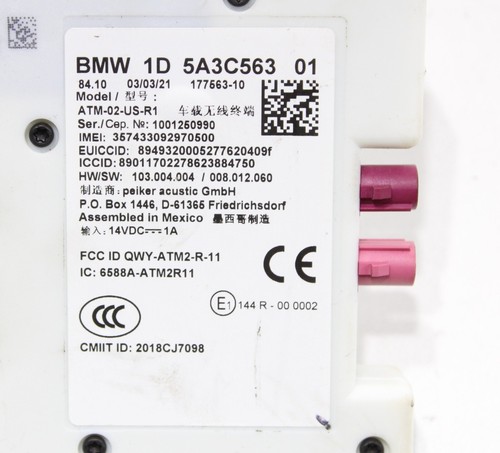 BMW 1D 5A3C563 01
84.10 03/03/21 177563-10
Model / 型号:
ATM-02-US-R1 车载无线终端
Ser./Сер. №: 1001250990
IMEI: 357433092970500
EUICCID: 8949320005277620409f
ICCID: 89011702278623884750
HW/SW: 103.004.004 / 008.012.060
制造商: peiker acustic GmbH
P.O. Box 1446, D-61365 Friedrichsdorf
Assembled in Mexico 墨西哥制造
输入: 14VDC⎓1A
FCC ID QWY-ATM2-R-11
IC: 6588A-ATM2R11
CE
E1 144 R - 00 0002
CCC
CMIIT ID: 2018CJ7098